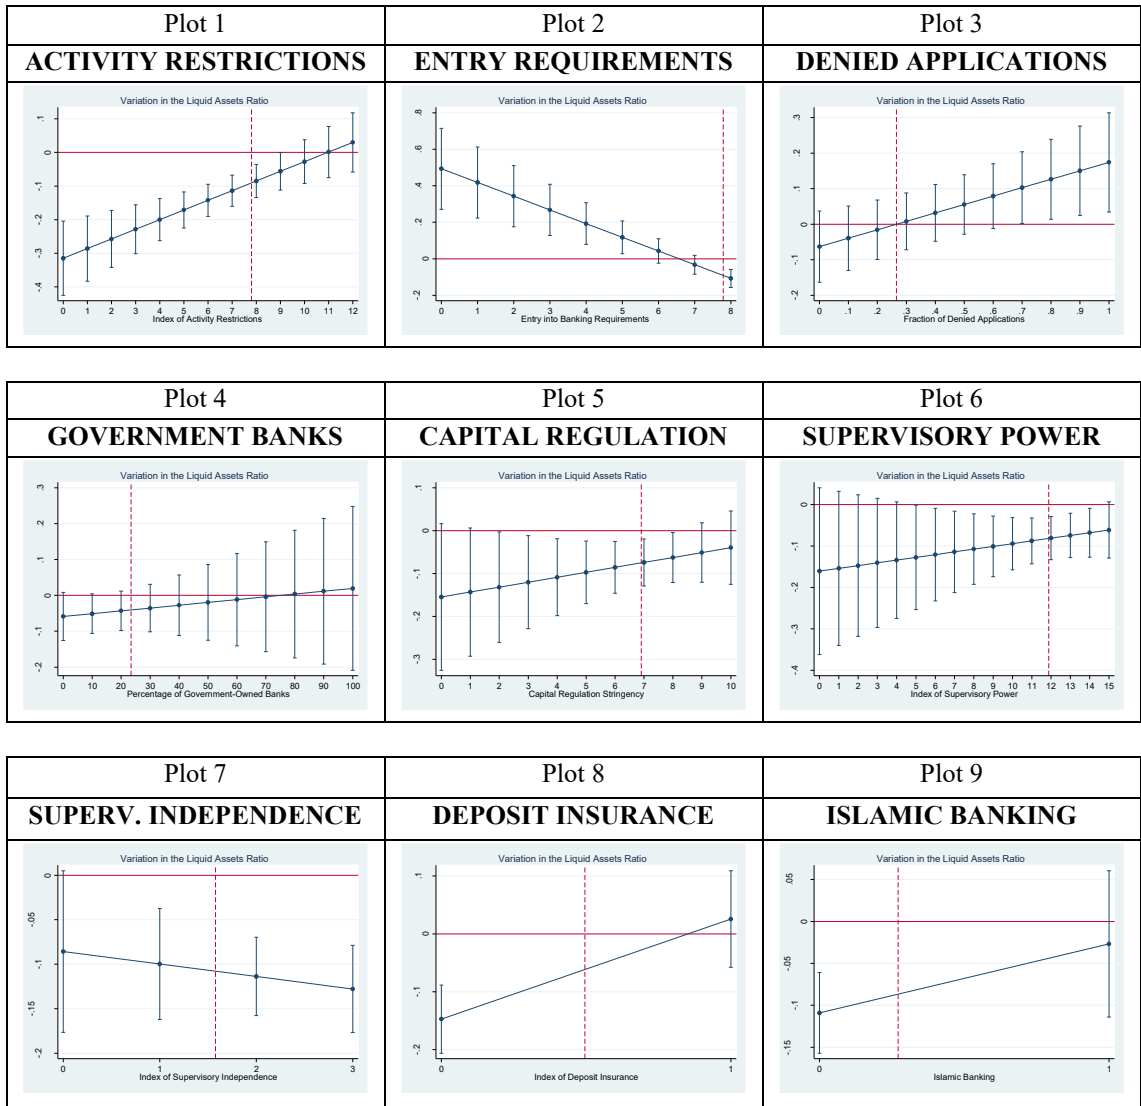 Plot 1 Plot 2 Plot 3
ACTIVITY RESTRICTIONS ENTRY REQUIREMENTS DENIED APPLICATIONS
Variation in the Liquid Assets Ratio
.1
0
-.1
-.2
-.3
-.4
0 1 2 3 4 5 6 7 8 9 10 11 12
Index of Activity Restrictions
Variation in the Liquid Assets Ratio
.8
.6
.4
.2
0
-.2
0 1 2 3 4 5 6 7 8
Entry into Banking Requirements
Variation in the Liquid Assets Ratio
.3
.2
.1
0
-.1
-.2
0 .1 .2 .3 .4 .5 .6 .7 .8 .9 1
Fraction of Denied Applications
Plot 4 Plot 5 Plot 6
GOVERNMENT BANKS CAPITAL REGULATION SUPERVISORY POWER
Variation in the Liquid Assets Ratio
.3
.2
.1
0
-.1
-.2
0 10 20 30 40 50 60 70 80 90 100
Percentage of Government-Owned Banks
Variation in the Liquid Assets Ratio
.1
0
-.1
-.2
-.3
0 1 2 3 4 5 6 7 8 9 10
Capital Regulation Stringency
Variation in the Liquid Assets Ratio
0
-.1
-.2
-.3
-.4
0 1 2 3 4 5 6 7 8 9 10 11 12 13 14 15
Index of Supervisory Power
Plot 7 Plot 8 Plot 9
SUPERV. INDEPENDENCE DEPOSIT INSURANCE ISLAMIC BANKING
Variation in the Liquid Assets Ratio
0
-.05
-.1
-.15
-.2
0 1 2 3
Index of Supervisory Independence
Variation in the Liquid Assets Ratio
.1
0
-.1
-.2
0 1
Index of Deposit Insurance
Variation in the Liquid Assets Ratio
.05
0
-.05
-.1
-.15
0 1
Islamic Banking